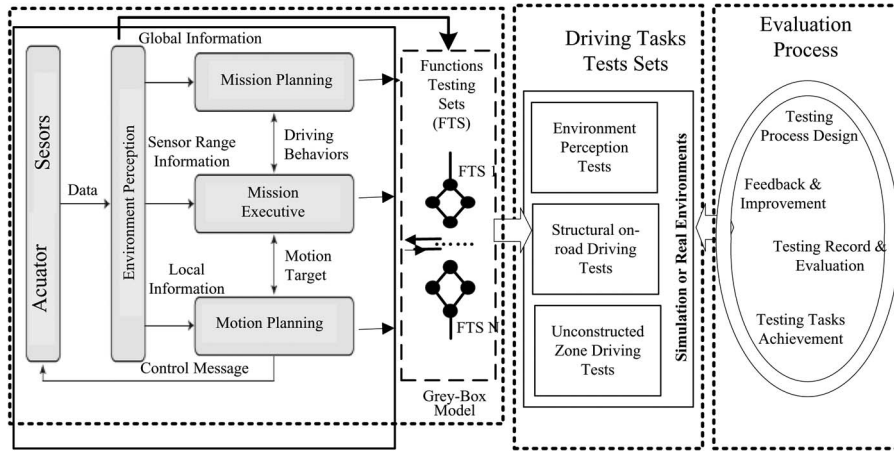 Global Information
Sesors
Acuator
Data
Environment Perception
Mission Planning
Sensor Range
Information
Driving
Behaviors
Mission
Executive
Local
Information
Motion
Target
Motion Planning
Control Message
Functions
Testing
Sets
(FTS)
FTS 1
......
FTS N
Grey-Box
Model
Driving Tasks
Tests Sets
Environment
Perception
Tests
Structural on-
road Driving
Tests
Unconstructed
Zone Driving
Tests
Simulation or Real Environments
Evaluation
Process
Testing
Process Design
Feedback &
Improvement
Testing Record &
Evaluation
Testing Tasks
Achievement